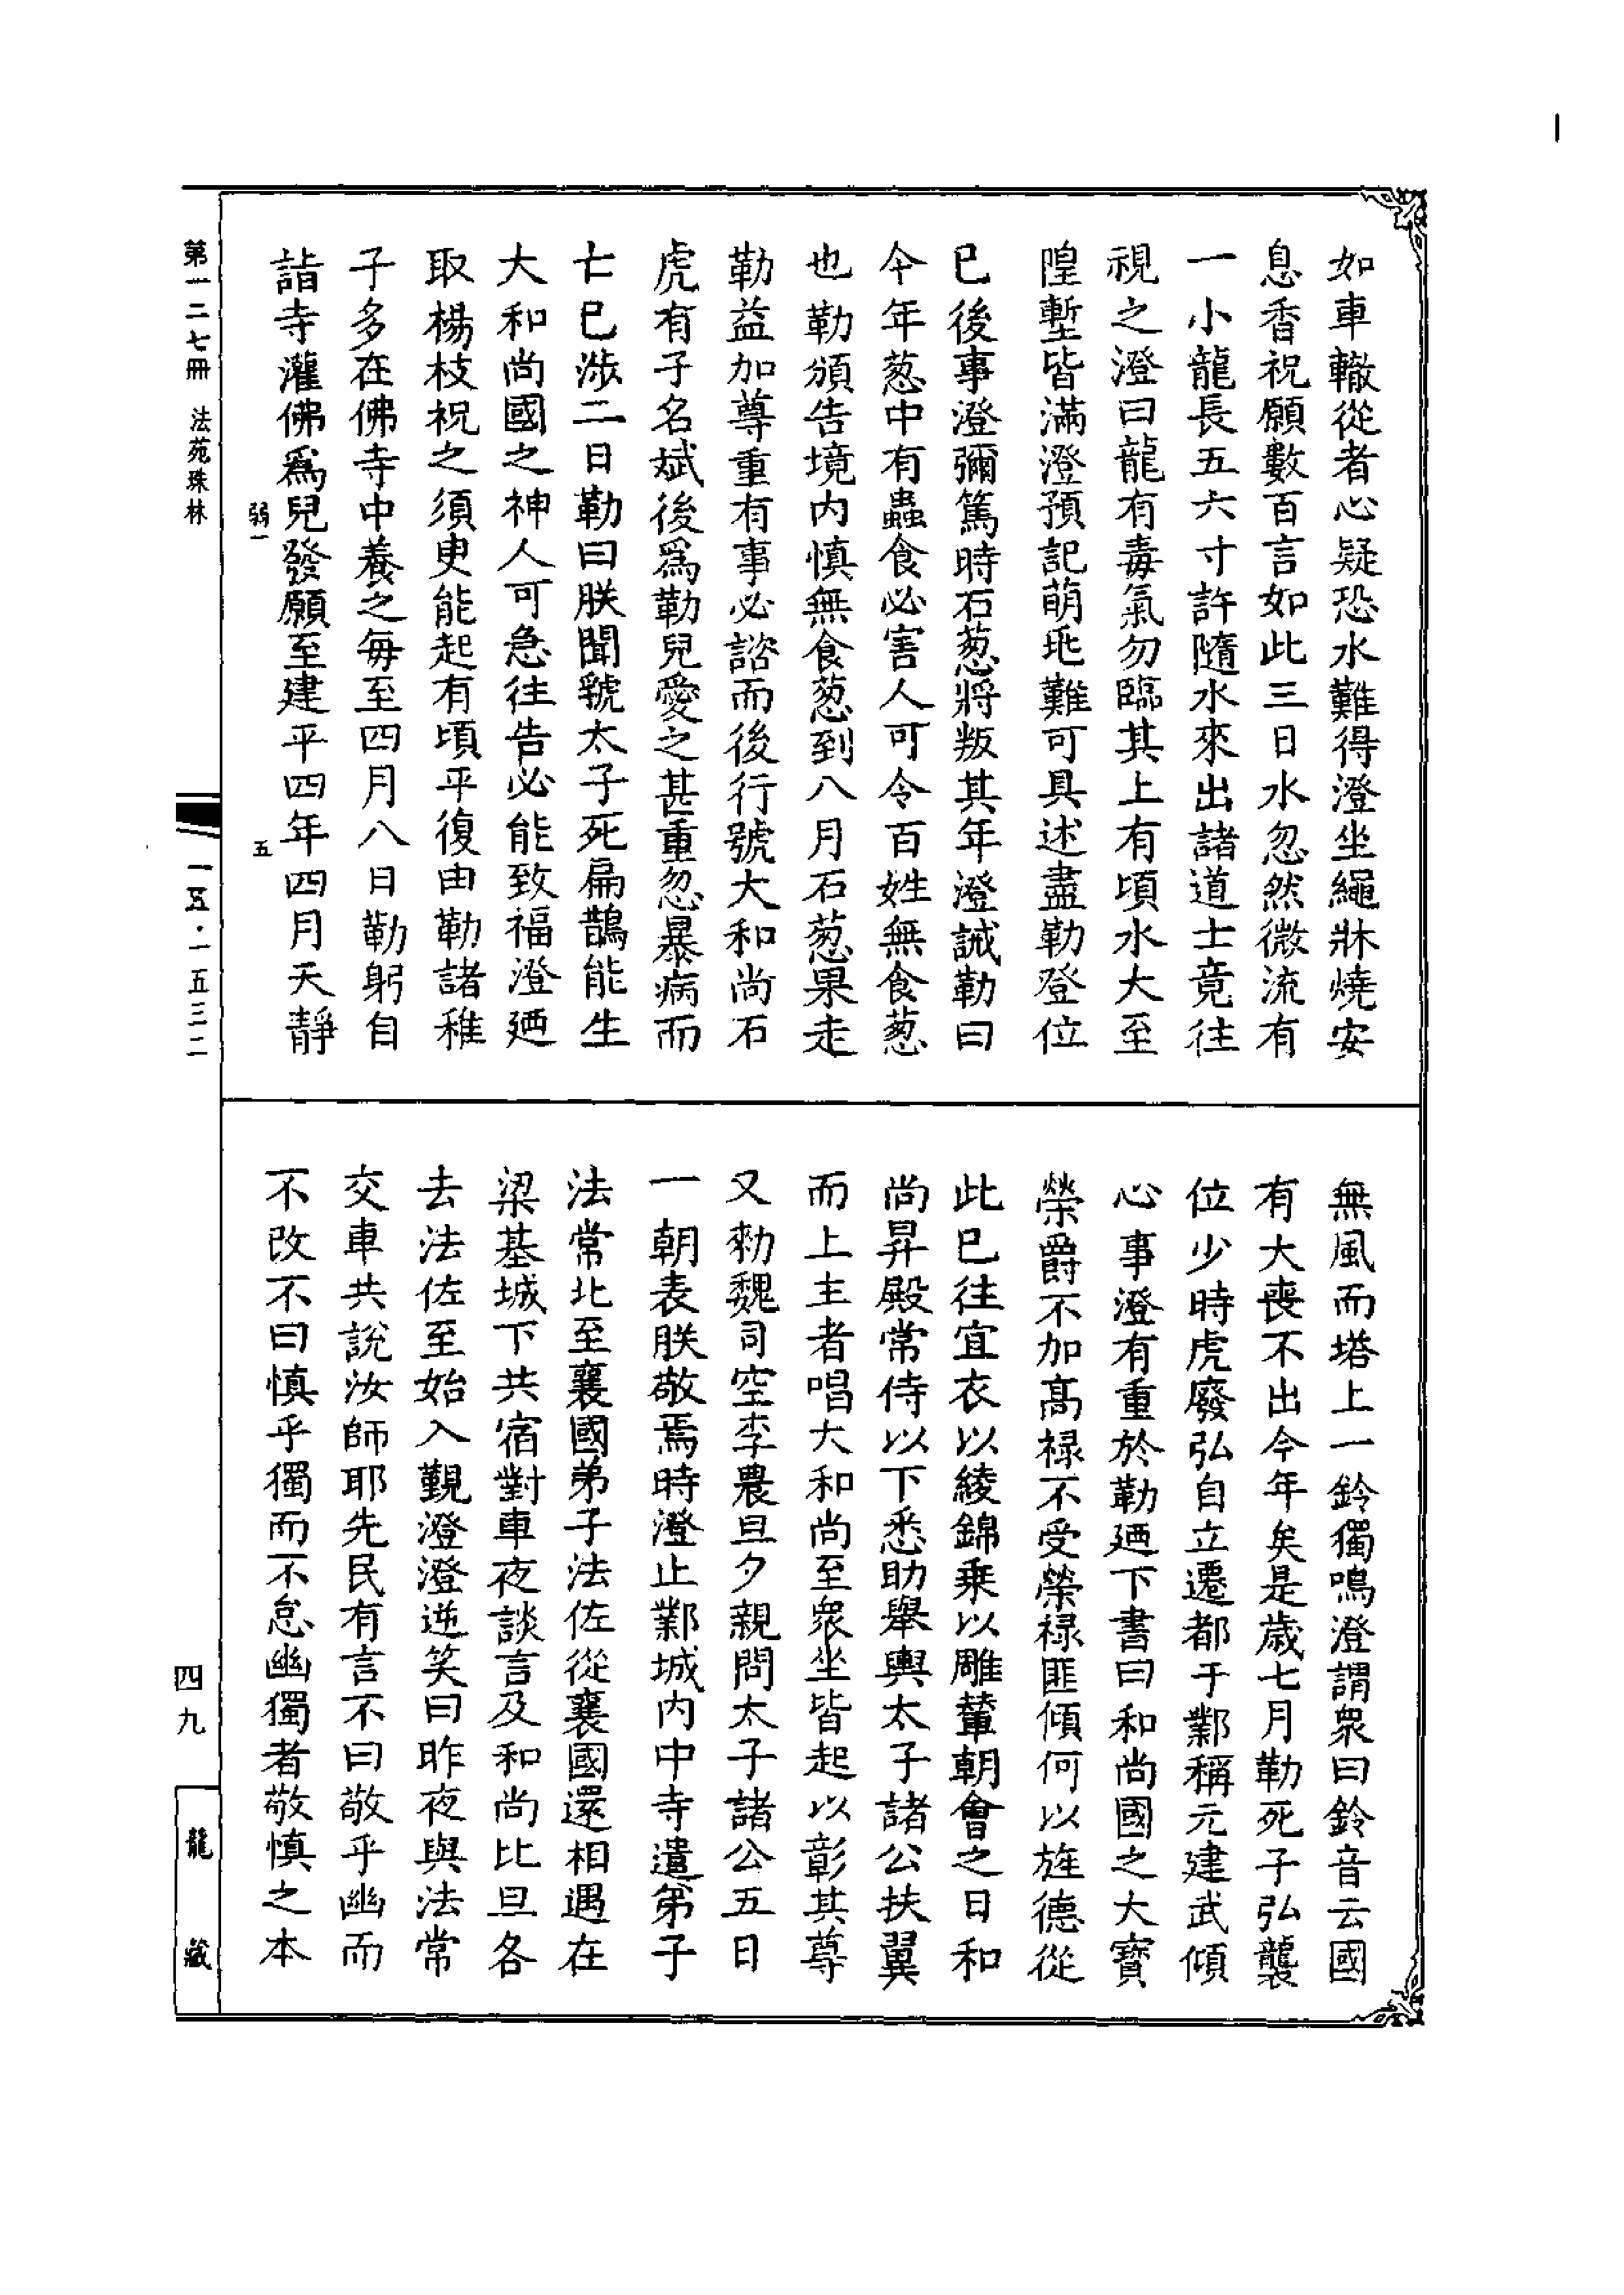 如車轍從者心疑恐水難得澄坐繩牀燒安
息香祝願數百言如此三日水忽然微流有
一小龍長五六寸許隨水來出諸道士竟往
視之澄曰龍有毒氣勿臨其上有頃水大至
隍塹皆滿澄預記萌兆難可具述盡勒登位
已後事澄彌篤時石葱將叛其年澄誡勒曰
今年葱中有蟲食必害人可令百姓無食葱
也勒頒告境内慎無食葱到八月石葱果走
勒益加尊重有事必諮而後行號大和尚石
虎有子名斌後爲勒兒愛之甚重忽暴病而
亡巳涉二日勒曰朕聞虢太子死扁鵲能生
大和尚國之神人可急往告必能致福澄廼
取楊枝祝之須臾能起有頃平復由勒諸稚
子多在佛寺中養之每至四月八日勒躬自
詣寺灌佛爲兒發願至建平四年四月天靜
無風而塔上一鈴獨鳴澄謂衆曰鈴音云國
有大喪不出今年矣是歳七月勒死子弘襲
位少時虎廢弘自立遷都于鄴稱元建武傾
心事澄有重於勒廼下書曰和尚國之大寶
榮爵不加髙禄不受榮禄匪傾何以旌德從
此巳往宜衣以綾錦乗以雕輦朝會之日和
尚昇殿常侍以下悉助舉輿太子諸公扶翼
而上主者唱大和尚至衆坐皆起以彰其尊
又勑魏司空李農旦夕親問太子諸公五日
一朝表朕敬焉時澄止鄴城内中寺遣弟子
法常北至襄國弟子法佐從襄國還相遇在
梁基城下共宿對車夜談言及和尚比旦各
去法佐至始入覲澄澄逆笑曰昨夜與法常
交車共說汝師耶先民有言不曰敬乎幽而
不改不曰慎乎獨而不怠幽獨者敬慎之本
弱一
五
第一二七冊 法苑珠林
一五·一五三二
四九
龍藏